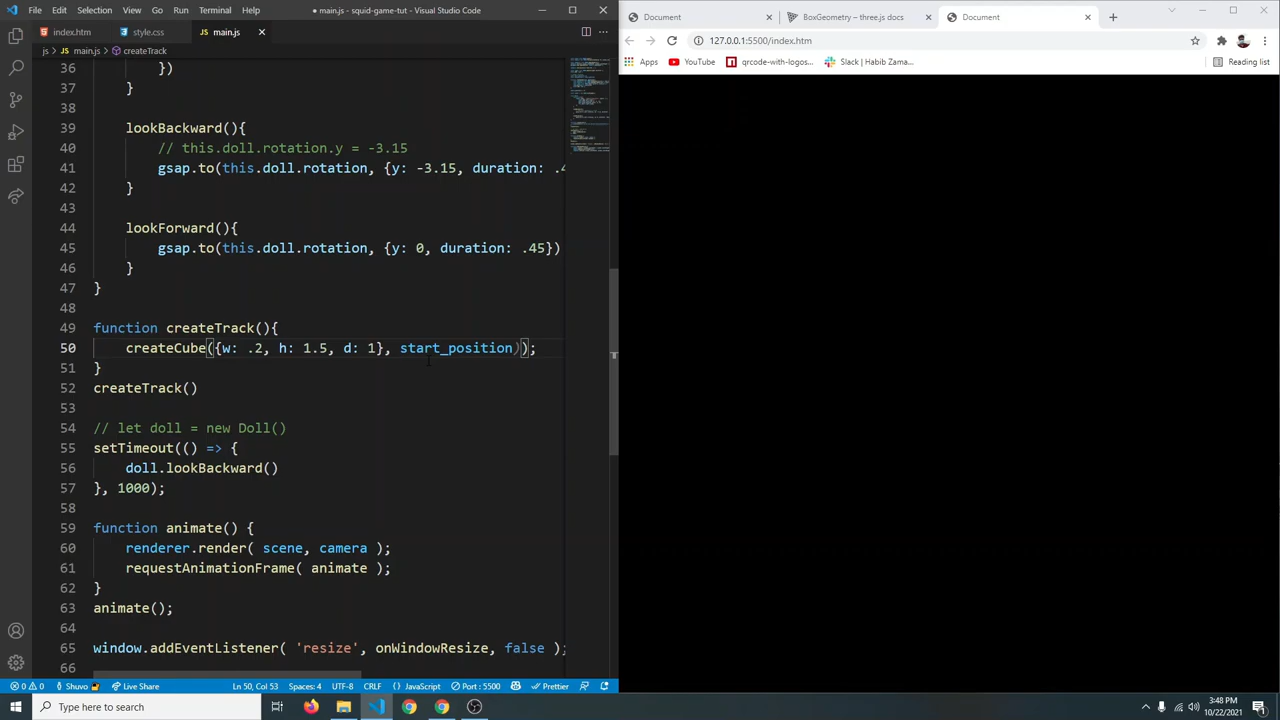 File Edit Selection View Go Run Terminal Help
● main.js - squid-game-tut - Visual Studio Code
index.htm style.css JS main.js
js > JS main.js > createTrack
36 })
37 }
38
39 lookBackward(){
40 // this.doll.rotation.y = -3.15
41 gsap.to(this.doll.rotation, {y: -3.15, duration: .4
42 }
43
44 lookForward(){
45 gsap.to(this.doll.rotation, {y: 0, duration: .45})
46 }
47 }
48
49 function createTrack(){
50 createCube({w: .2, h: 1.5, d: 1}, start_position));
51 }
52 createTrack()
53
54 // let doll = new Doll()
55 setTimeout(() => {
56 doll.lookBackward()
57 }, 1000);
58
59 function animate() {
60 renderer.render( scene, camera );
61 requestAnimationFrame( animate );
62 }
63 animate();
64
65 window.addEventListener( 'resize', onWindowResize, false );
66
0 0 Shuvo Live Share Ln 50, Col 53 Spaces: 4 UTF-8 CRLF {} JavaScript Port : 5500 Prettier
Document BoxGeometry – three.js docs Document
127.0.0.1:5500/index.htm
Apps YouTube qrcode-with-logos... Slack | Habib Zama... Reading list
Type here to search
3:48 PM
10/22/2021